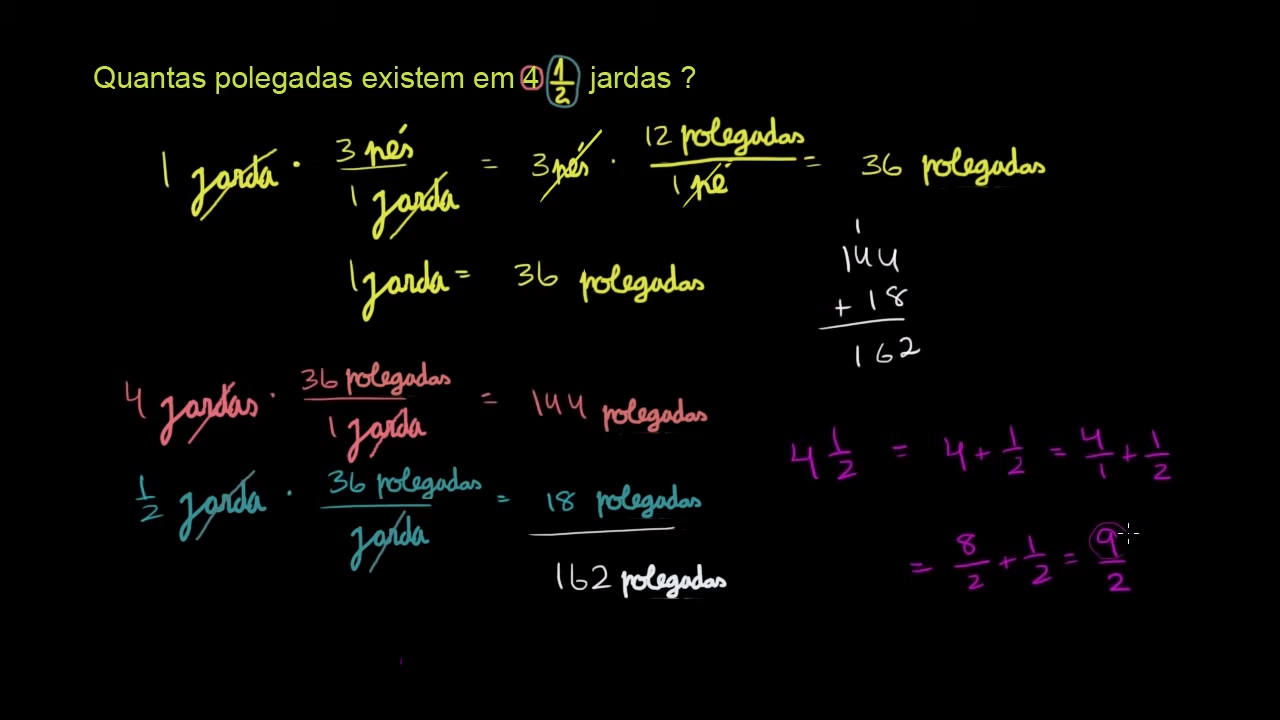 Quantas polegadas existem em 4 1/2 jardas ?
1 jarda · 3 pés / 1 jarda = 3 pés · 12 polegadas / 1 pé = 36 polegadas
1 jarda = 36 polegadas
1
144
+ 18
162
4 jardas · 36 polegadas / 1 jarda = 144 polegadas
1/2 jarda · 36 polegadas / jarda = 18 polegadas
162 polegadas
4 1/2 = 4 + 1/2 = 4/1 + 1/2
= 8/2 + 1/2 = 9/2